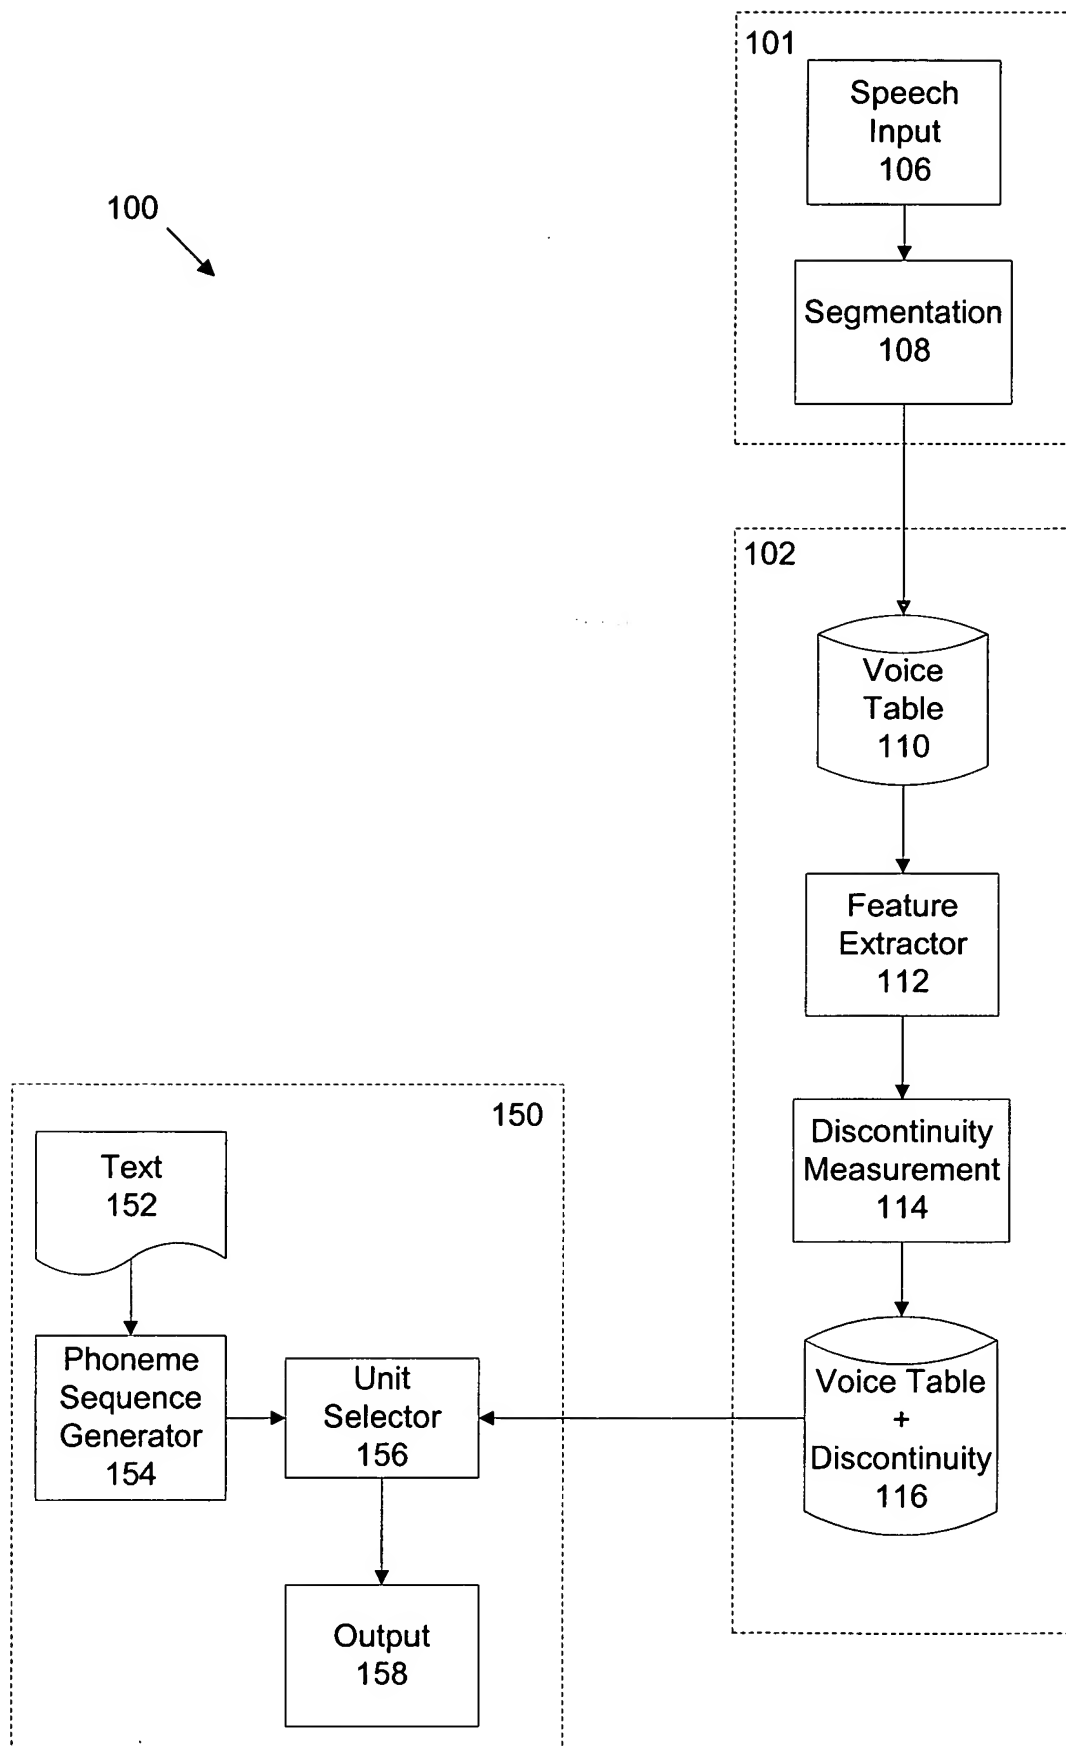 101
Speech
Input
106
100
Segmentation
108
102
Voice
Table
110
Feature
Extractor
112
150
Discontinuity
Measurement
114
Text
152
Phoneme
Sequence
Generator
154
Unit
Selector
156
Voice Table
+
Discontinuity
116
Output
158